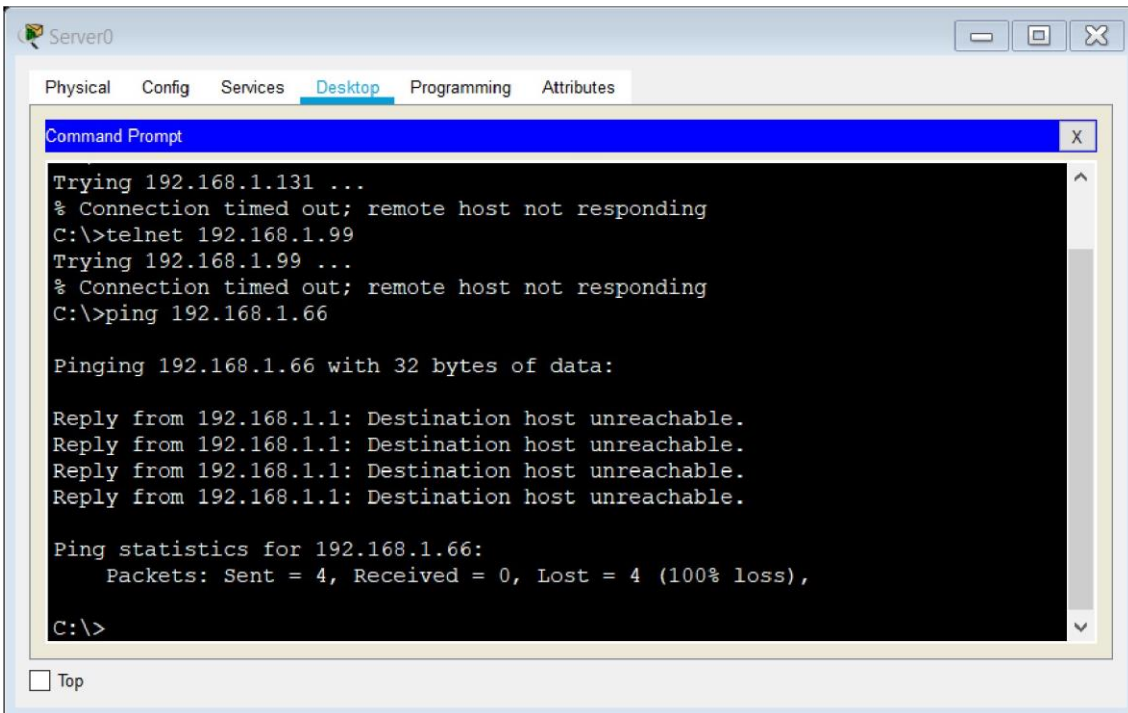 Server0
Physical Config Services Desktop Programming Attributes
Command Prompt X
Trying 192.168.1.131 ...
% Connection timed out; remote host not responding
C:\>telnet 192.168.1.99
Trying 192.168.1.99 ...
% Connection timed out; remote host not responding
C:\>ping 192.168.1.66
Pinging 192.168.1.66 with 32 bytes of data:
Reply from 192.168.1.1: Destination host unreachable.
Reply from 192.168.1.1: Destination host unreachable.
Reply from 192.168.1.1: Destination host unreachable.
Reply from 192.168.1.1: Destination host unreachable.
Ping statistics for 192.168.1.66:
Packets: Sent = 4, Received = 0, Lost = 4 (100% loss),
C:\>
Top